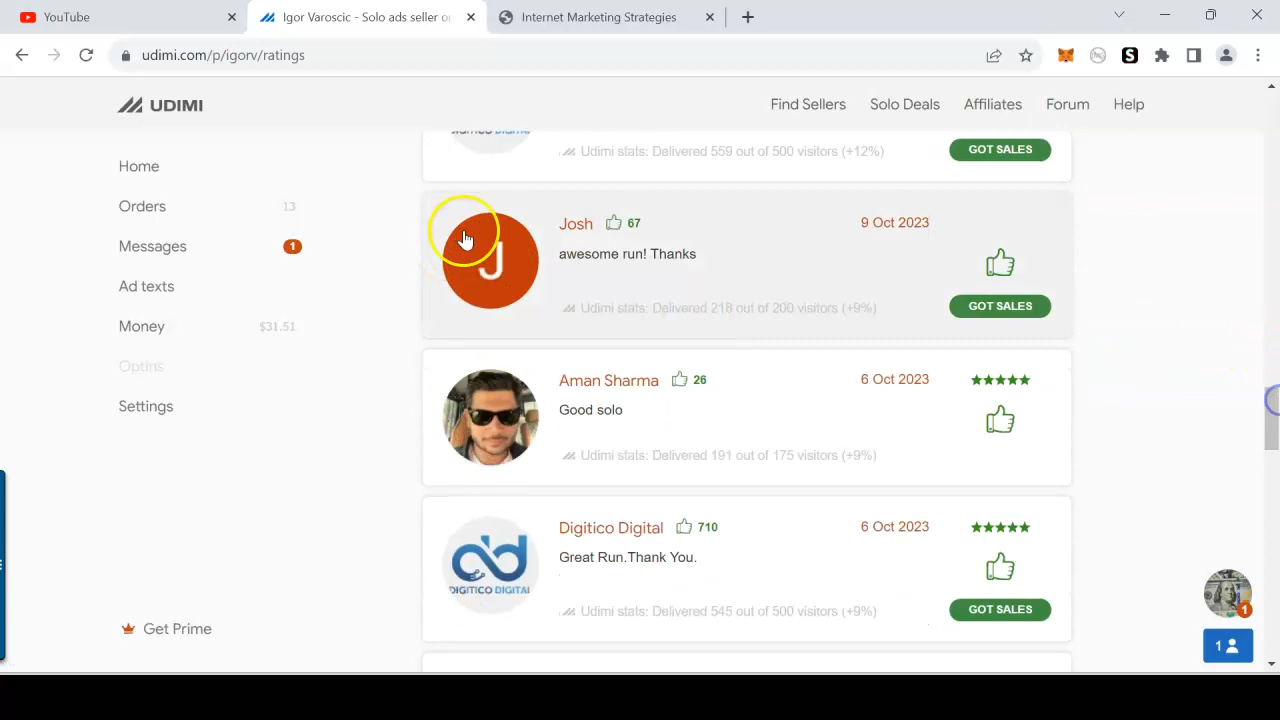 YouTube
Igor Varoscic - Solo ads seller on
Internet Marketing Strategies
udimi.com/p/igorv/ratings
UDIMI
Find Sellers
Solo Deals
Affiliates
Forum
Help
Home
Orders 13
Messages 1
Ad texts
Money $31.51
Optins
Settings
Get Prime
DIGITICO DIGITAL
Udimi stats: Delivered 559 out of 500 visitors (+12%)
GOT SALES
J
Josh 67
9 Oct 2023
awesome run! Thanks
Udimi stats: Delivered 218 out of 200 visitors (+9%)
GOT SALES
Aman Sharma 26
6 Oct 2023
Good solo
Udimi stats: Delivered 191 out of 175 visitors (+9%)
Digitico Digital 710
6 Oct 2023
Great Run.Thank You.
DIGITICO DIGITAL
Udimi stats: Delivered 545 out of 500 visitors (+9%)
GOT SALES
1
1